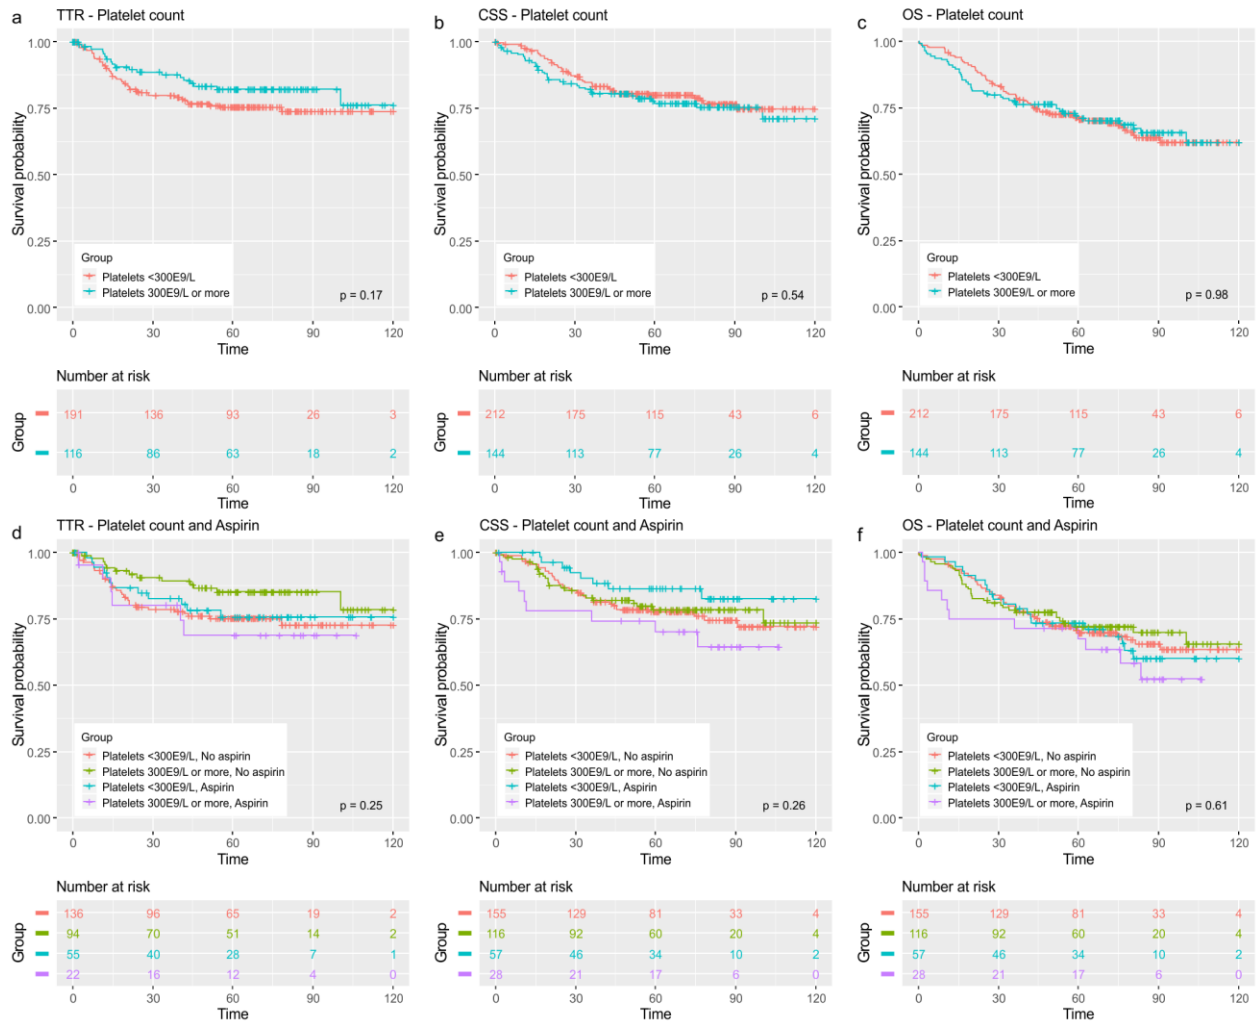 a
TTR - Platelet count
Survival probability
1.00
0.75
0.50
0.25
0.00
Group
Platelets <300E9/L
Platelets 300E9/L or more
p = 0.17
0 30 60 90 120
Time
Number at risk
Group
191 136 93 26 3
116 86 63 18 2
0 30 60 90 120
Time
b
CSS - Platelet count
Survival probability
1.00
0.75
0.50
0.25
0.00
Group
Platelets <300E9/L
Platelets 300E9/L or more
p = 0.54
0 30 60 90 120
Time
Number at risk
Group
212 175 115 43 6
144 113 77 26 4
0 30 60 90 120
Time
c
OS - Platelet count
Survival probability
1.00
0.75
0.50
0.25
0.00
Group
Platelets <300E9/L
Platelets 300E9/L or more
p = 0.98
0 30 60 90 120
Time
Number at risk
Group
212 175 115 43 6
144 113 77 26 4
0 30 60 90 120
Time
d
TTR - Platelet count and Aspirin
Survival probability
1.00
0.75
0.50
0.25
0.00
Group
Platelets <300E9/L, No aspirin
Platelets 300E9/L or more, No aspirin
Platelets <300E9/L, Aspirin
Platelets 300E9/L or more, Aspirin
p = 0.25
0 30 60 90 120
Time
Number at risk
Group
136 96 65 19 2
94 70 51 14 2
55 40 28 7 1
22 16 12 4 0
0 30 60 90 120
Time
e
CSS - Platelet count and Aspirin
Survival probability
1.00
0.75
0.50
0.25
0.00
Group
Platelets <300E9/L, No aspirin
Platelets 300E9/L or more, No aspirin
Platelets <300E9/L, Aspirin
Platelets 300E9/L or more, Aspirin
p = 0.26
0 30 60 90 120
Time
Number at risk
Group
155 129 81 33 4
116 92 60 20 4
57 46 34 10 2
28 21 17 6 0
0 30 60 90 120
Time
f
OS - Platelet count and Aspirin
Survival probability
1.00
0.75
0.50
0.25
0.00
Group
Platelets <300E9/L, No aspirin
Platelets 300E9/L or more, No aspirin
Platelets <300E9/L, Aspirin
Platelets 300E9/L or more, Aspirin
p = 0.61
0 30 60 90 120
Time
Number at risk
Group
155 129 81 33 4
116 92 60 20 4
57 46 34 10 2
28 21 17 6 0
0 30 60 90 120
Time